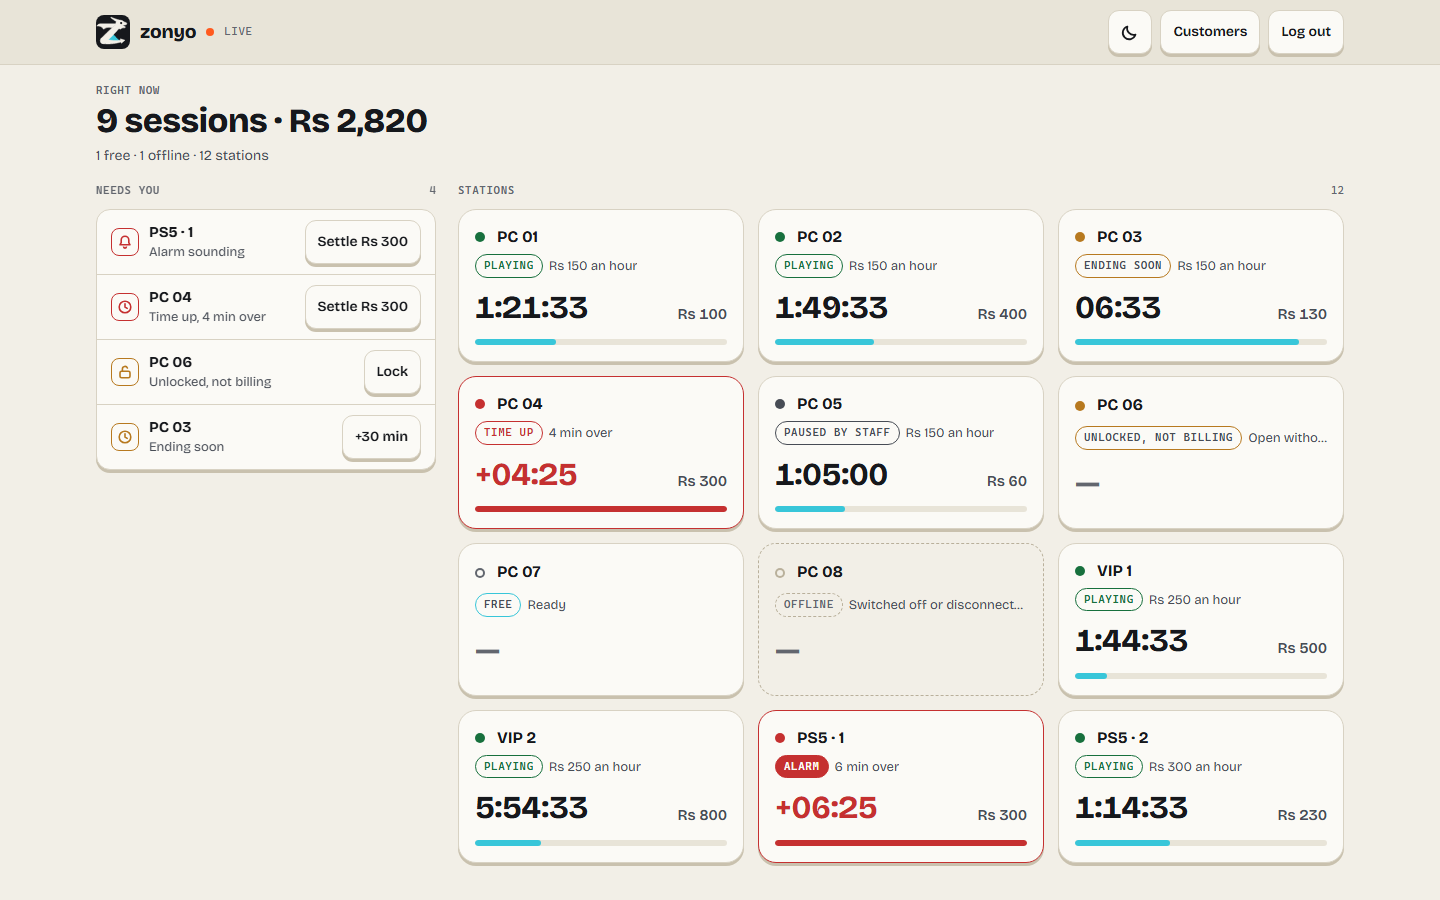 zonyo LIVE
Customers
Log out
RIGHT NOW
9 sessions · Rs 2,820
1 free · 1 offline · 12 stations
NEEDS YOU 4
PS5 · 1
Alarm sounding
Settle Rs 300
PC 04
Time up, 4 min over
Settle Rs 300
PC 06
Unlocked, not billing
Lock
PC 03
Ending soon
+30 min
STATIONS 12
PC 01
PLAYING Rs 150 an hour
1:21:33 Rs 100
PC 02
PLAYING Rs 150 an hour
1:49:33 Rs 400
PC 03
ENDING SOON Rs 150 an hour
06:33 Rs 130
PC 04
TIME UP 4 min over
+04:25 Rs 300
PC 05
PAUSED BY STAFF Rs 150 an hour
1:05:00 Rs 60
PC 06
UNLOCKED, NOT BILLING Open witho...
—
PC 07
FREE Ready
—
PC 08
OFFLINE Switched off or disconnect...
—
VIP 1
PLAYING Rs 250 an hour
1:44:33 Rs 500
VIP 2
PLAYING Rs 250 an hour
5:54:33 Rs 800
PS5 · 1
ALARM 6 min over
+06:25 Rs 300
PS5 · 2
PLAYING Rs 300 an hour
1:14:33 Rs 230